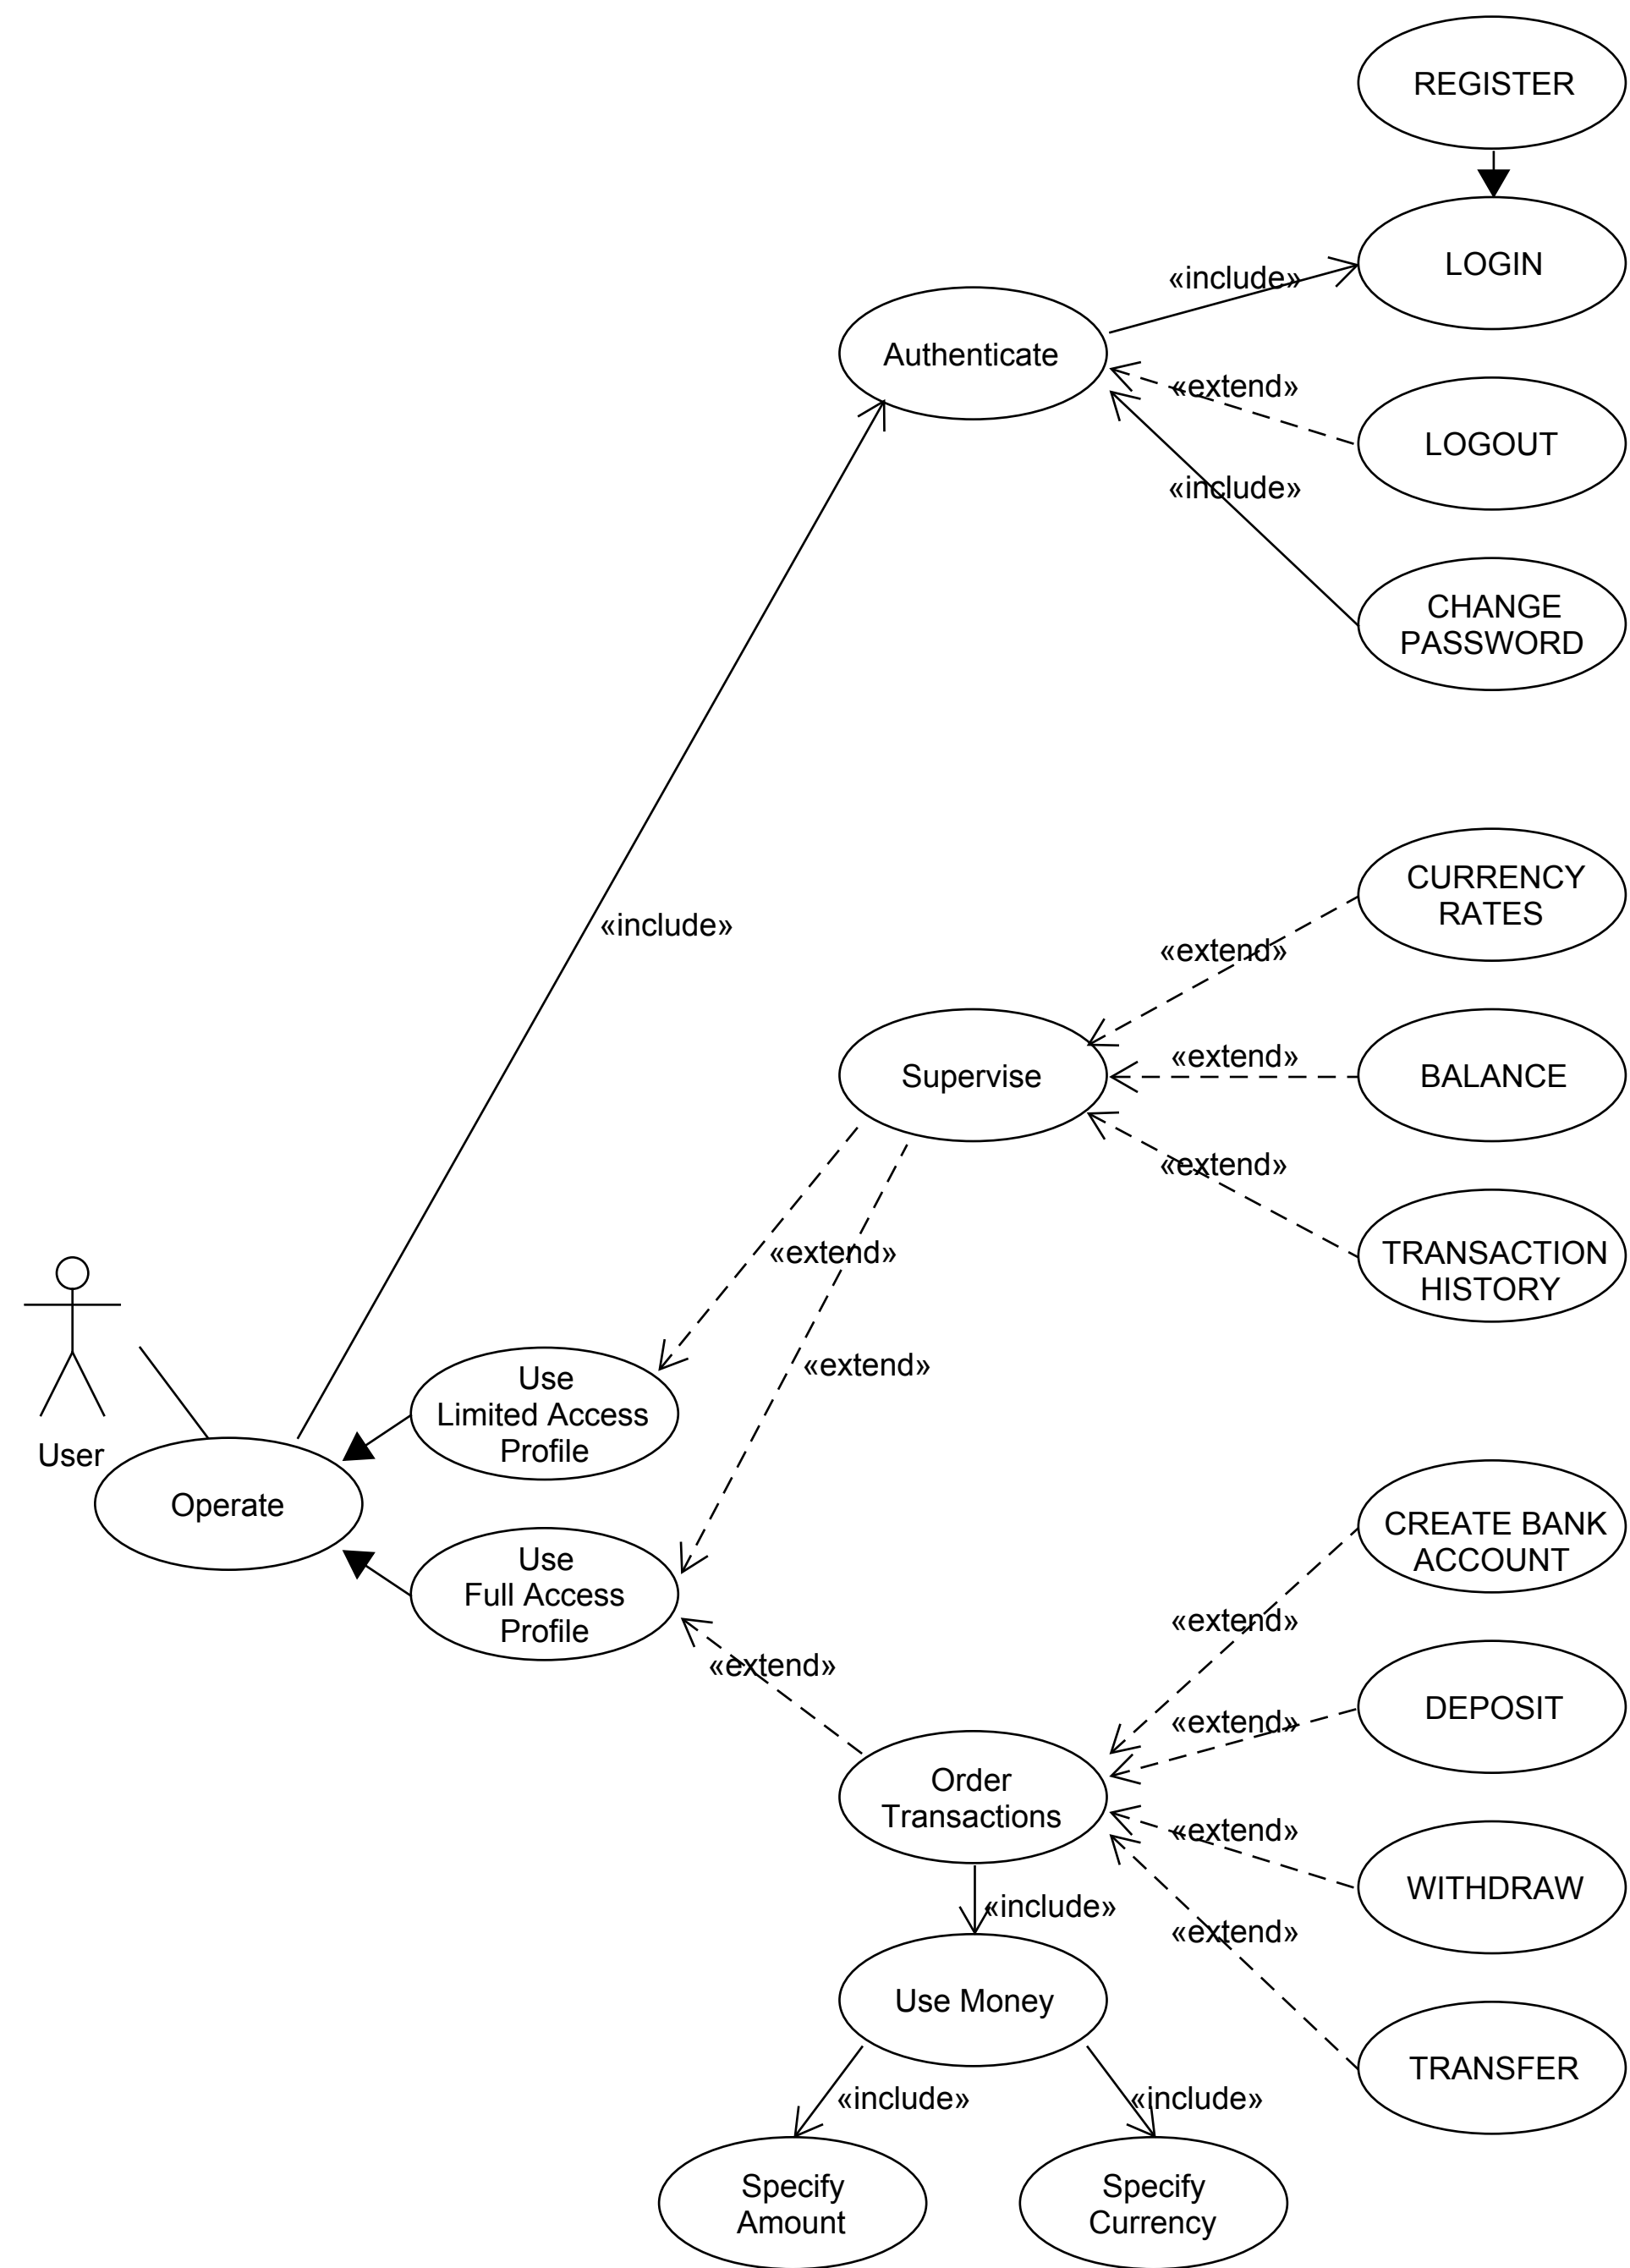 REGISTER
LOGIN
«include»
Authenticate
«extend»
LOGOUT
«include»
CHANGE
PASSWORD
CURRENCY
RATES
«include»
«extend»
«extend»
Supervise
BALANCE
«extend»
TRANSACTION
HISTORY
«extend»
«extend»
Use
Limited Access
Profile
User
Operate
Use
Full Access
Profile
CREATE BANK
ACCOUNT
«extend»
«extend»
«extend»
DEPOSIT
Order
Transactions
«extend»
WITHDRAW
«include»
«extend»
Use Money
TRANSFER
«include»
«include»
Specify
Amount
Specify
Currency